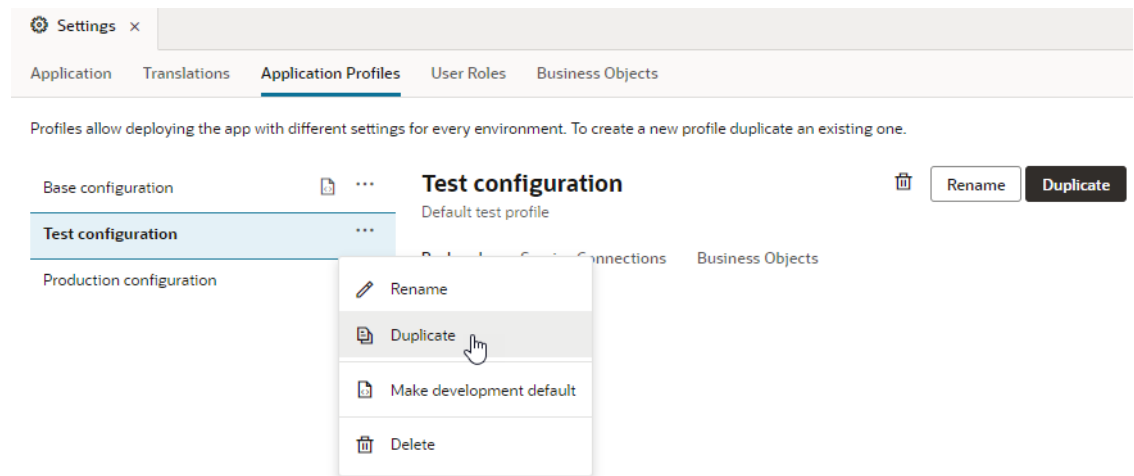 Settings ×
Application Translations Application Profiles User Roles Business Objects
Profiles allow deploying the app with different settings for every environment. To create a new profile duplicate an existing one.
Base configuration
Test configuration
Production configuration
Test configuration
Rename Duplicate
Default test profile
Connections Business Objects
Rename
Duplicate
Make development default
Delete